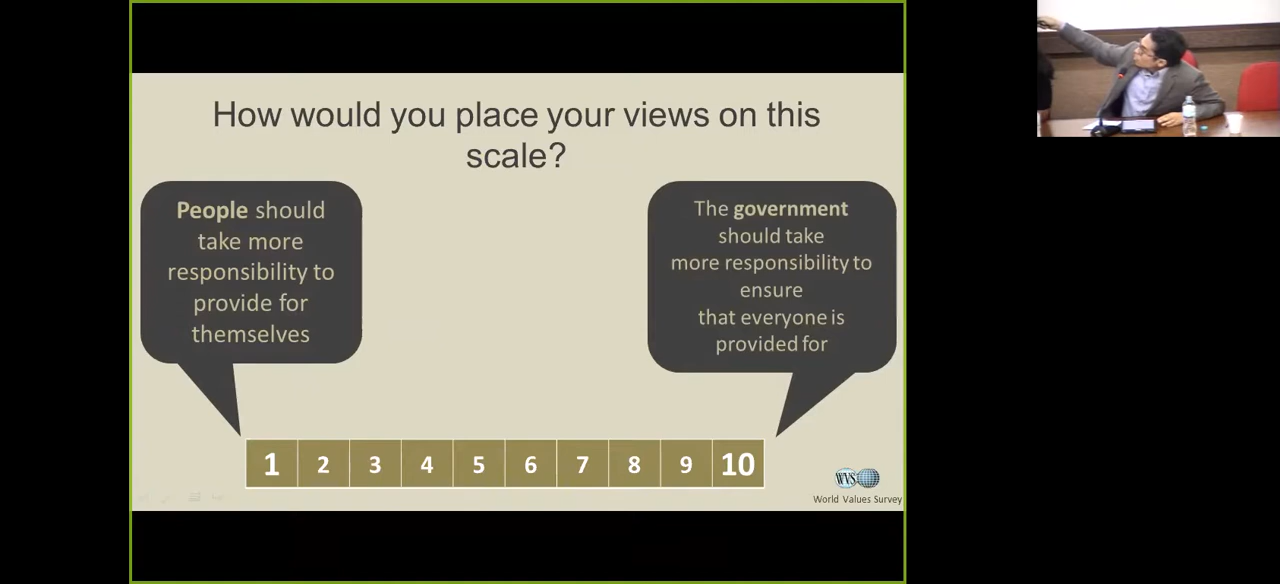 How would you place your views on this
scale?
People should
take more
responsibility to
provide for
themselves
The government
should take
more responsibility to
ensure
that everyone is
provided for
1 2 3 4 5 6 7 8 9 10
WVS
World Values Survey